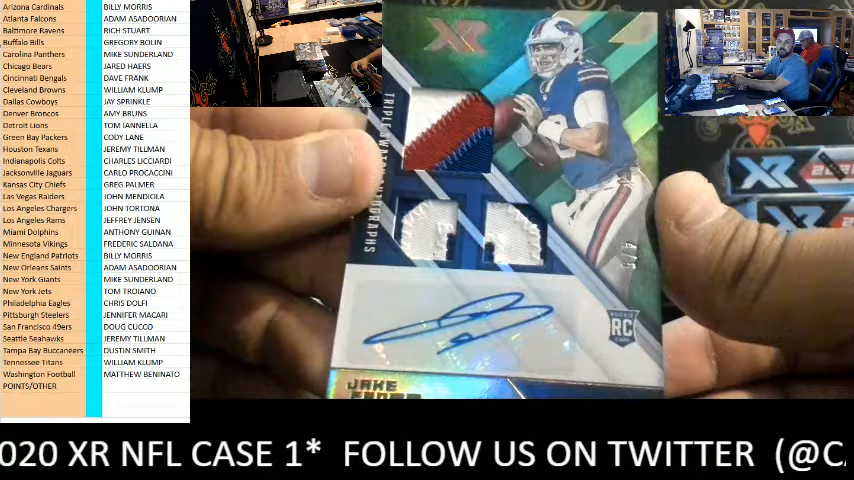 Arizona Cardinals BILLY MORRIS
Atlanta Falcons ADAM ASADOORIAN
Baltimore Ravens RICH STUART
Buffalo Bills GREGORY BOLIN
Carolina Panthers MIKE SUNDERLAND
Chicago Bears JARED HAERS
Cincinnati Bengals DAVE FRANK
Cleveland Browns WILLIAM KLUMP
Dallas Cowboys JAY SPRINKLE
Denver Broncos AMY BRUNS
Detroit Lions TOM IANNELLA
Green Bay Packers CODY LANE
Houston Texans JEREMY TILLMAN
Indianapolis Colts CHARLES LICCIARDI
Jacksonville Jaguars CARLO PROCACCINI
Kansas City Chiefs GREG PALMER
Las Vegas Raiders JOHN MENDIOLA
Los Angeles Chargers JOHN TORTONA
Los Angeles Rams JEFFREY JENSEN
Miami Dolphins ANTHONY GUINAN
Minnesota Vikings FREDERIC SALDANA
New England Patriots BILLY MORRIS
New Orleans Saints ADAM ASADOORIAN
New York Giants MIKE SUNDERLAND
New York Jets TOM TROIANO
Philadelphia Eagles CHRIS DOLFI
Pittsburgh Steelers JENNIFER MACARI
San Francisco 49ers DOUG CUCCO
Seattle Seahawks JEREMY TILLMAN
Tampa Bay Buccaneers DUSTIN SMITH
Tennessee Titans WILLIAM KLUMP
Washington Football MATTHEW BENINATO
POINTS/OTHER
XR
TRIPLE SWATCH AUTOGRAPHS
4/5
ROOKIE
RC
CARD
JAKE
XR
XR
020 XR NFL CASE 1* FOLLOW US ON TWITTER (@CA